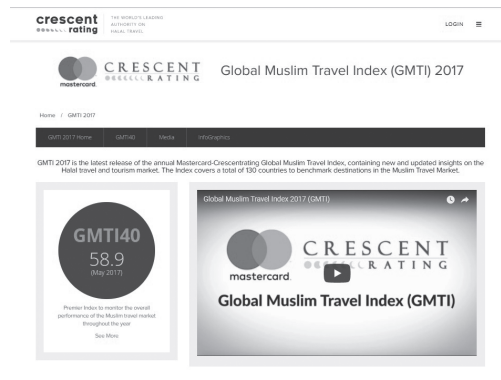 crescent rating
THE WORLD'S LEADING
AUTHORITY ON
HALAL TRAVEL
LOGIN
mastercard
CRESCENT
RATING
Global Muslim Travel Index (GMTI) 2017
Home / GMTI 2017
GMTI 2017 Home GMTI40 Media InfoGraphics
GMTI 2017 is the latest release of the annual Mastercard-Crescentrating Global Muslim Travel Index, containing new and updated insights on the
Halal travel and tourism market. The Index covers a total of 130 countries to benchmark destinations in the Muslim Travel Market.
GMTI40
58.9
(May 2017)
Premier Index to monitor the overall
performance of the Muslim travel market
throughout the year
See More
Global Muslim Travel Index 2017 (GMTI)
mastercard.
CRESCENT
RATING
Global Muslim Travel Index (GMTI)